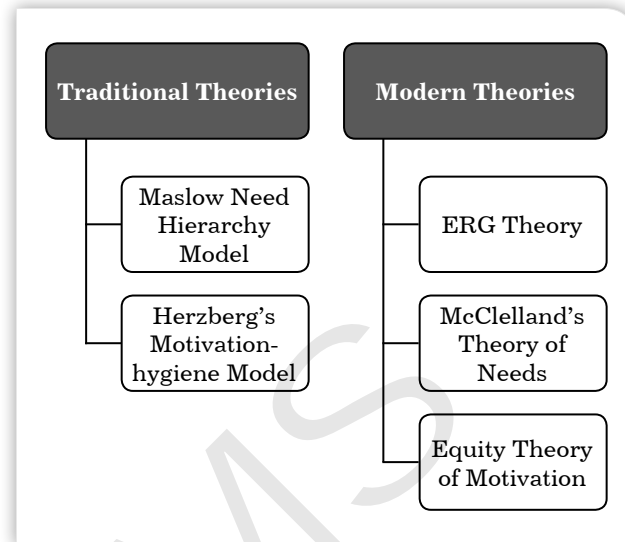 Traditional Theories
Maslow Need
Hierarchy
Model
Herzberg's
Motivation-
hygiene Model
Modern Theories
ERG Theory
McClelland's
Theory of
Needs
Equity Theory
of Motivation